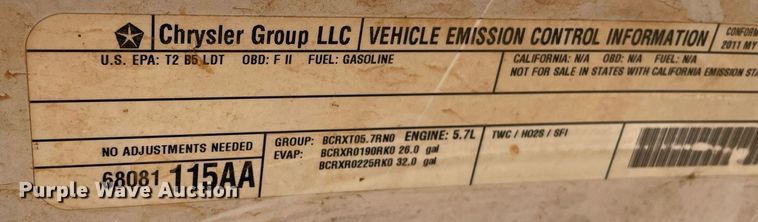 Chrysler Group LLC
VEHICLE EMISSION CONTROL INFORMATION
CONFORM
2011 MY
U.S. EPA: T2 B5 LDT OBD: F II FUEL: GASOLINE
CALIFORNIA: N/A OBD: N/A FUEL: N/A
NOT FOR SALE IN STATES WITH CALIFORNIA EMISSION STA
NO ADJUSTMENTS NEEDED
68081 115AA
GROUP: BCRXT05.7RN0 ENGINE: 5.7L
EVAP: BCRXR0190RK0 26.0 gal
BCRXR0225RK0 32.0 gal
TWC / HO2S / SFI
Purple Wave Auction